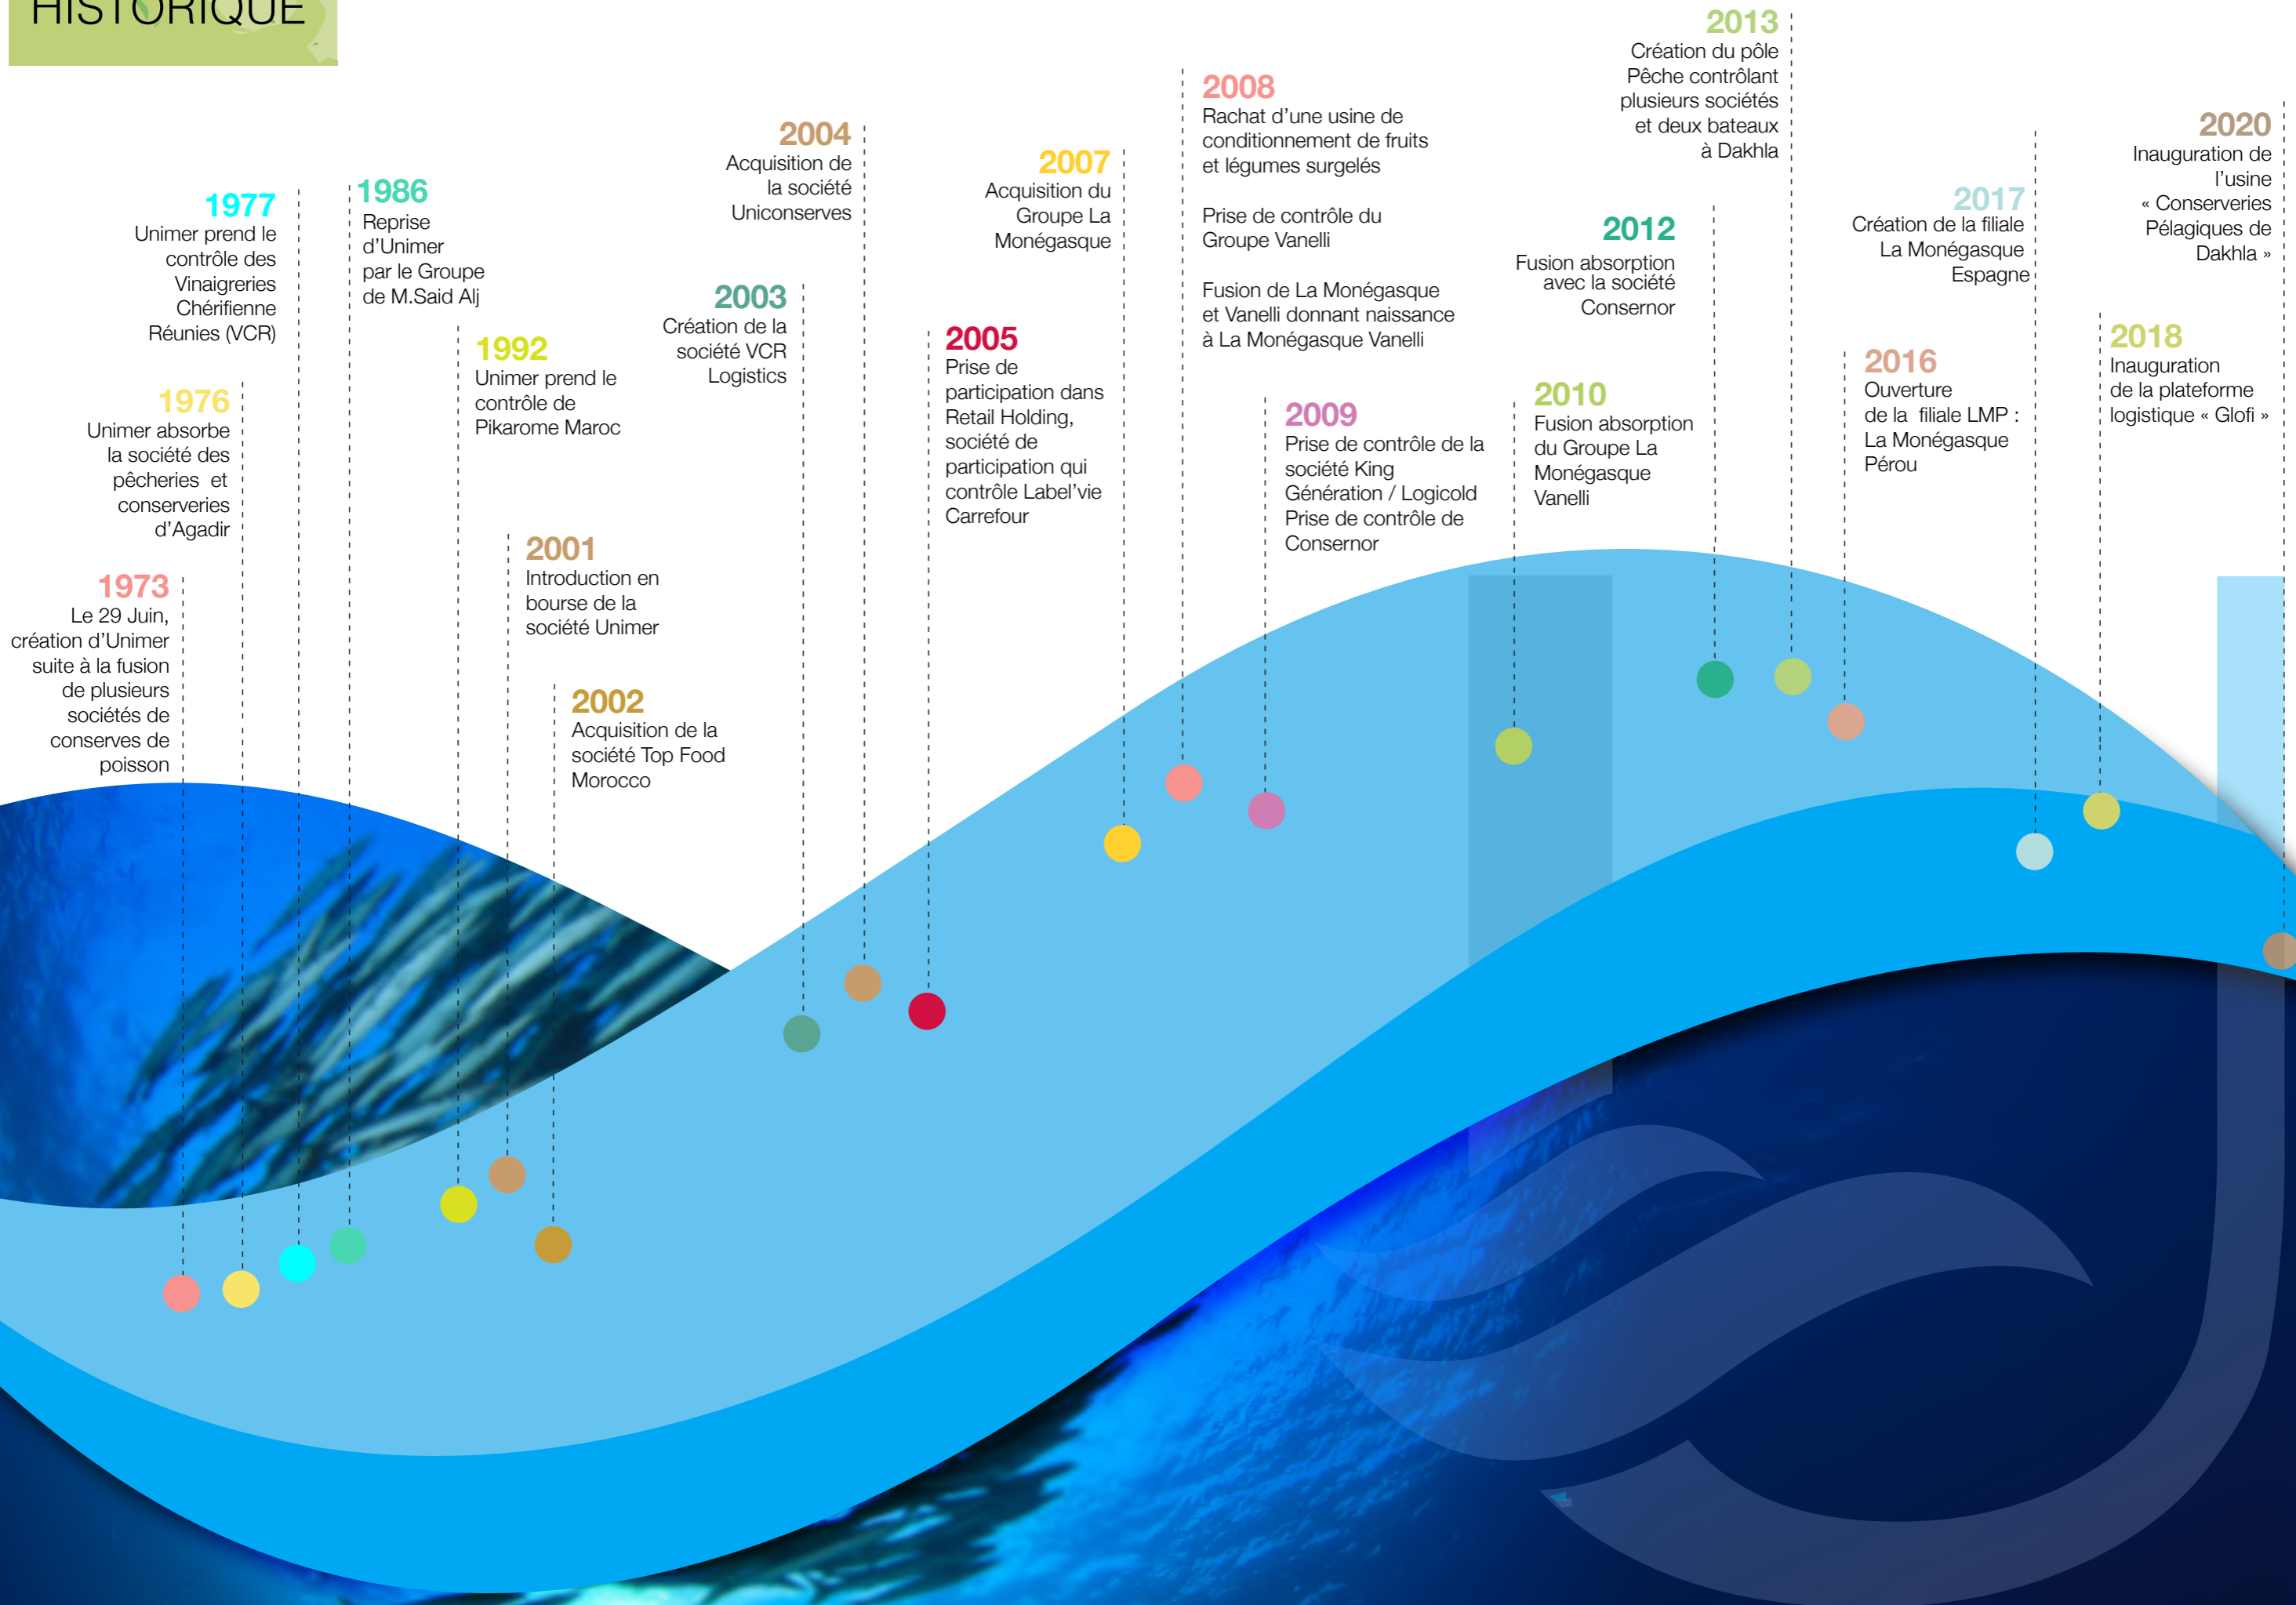 HISTORIQUE
1973
Le 29 Juin,
création d’Unimer
suite à la fusion
de plusieurs
sociétés de
conserves de
poisson
1976
Unimer absorbe
la société des
pêcheries et
conserveries
d’Agadir
1977
Unimer prend le
contrôle des
Vinaigreries
Chérifienne
Réunies (VCR)
1986
Reprise
d’Unimer
par le Groupe
de M.Said Alj
1992
Unimer prend le
contrôle de
Pikarome Maroc
2001
Introduction en
bourse de la
société Unimer
2002
Acquisition de la
société Top Food
Morocco
2003
Création de la
société VCR
Logistics
2004
Acquisition de
la société
Uniconserves
2005
Prise de
participation dans
Retail Holding,
société de
participation qui
contrôle Label’vie
Carrefour
2007
Acquisition du
Groupe La
Monégasque
2008
Rachat d’une usine de
conditionnement de fruits
et légumes surgelés
Prise de contrôle du
Groupe Vanelli
Fusion de La Monégasque
et Vanelli donnant naissance
à La Monégasque Vanelli
2009
Prise de contrôle de la
société King
Génération / Logicold
Prise de contrôle de
Consernor
2010
Fusion absorption
du Groupe La
Monégasque
Vanelli
2012
Fusion absorption
avec la société
Consernor
2013
Création du pôle
Pêche contrôlant
plusieurs sociétés
et deux bateaux
à Dakhla
2016
Ouverture
de la filiale LMP :
La Monégasque
Pérou
2017
Création de la filiale
La Monégasque
Espagne
2018
Inauguration
de la plateforme
logistique « Glofi »
2020
Inauguration de
l’usine
« Conserveries
Pélagiques de
Dakhla »